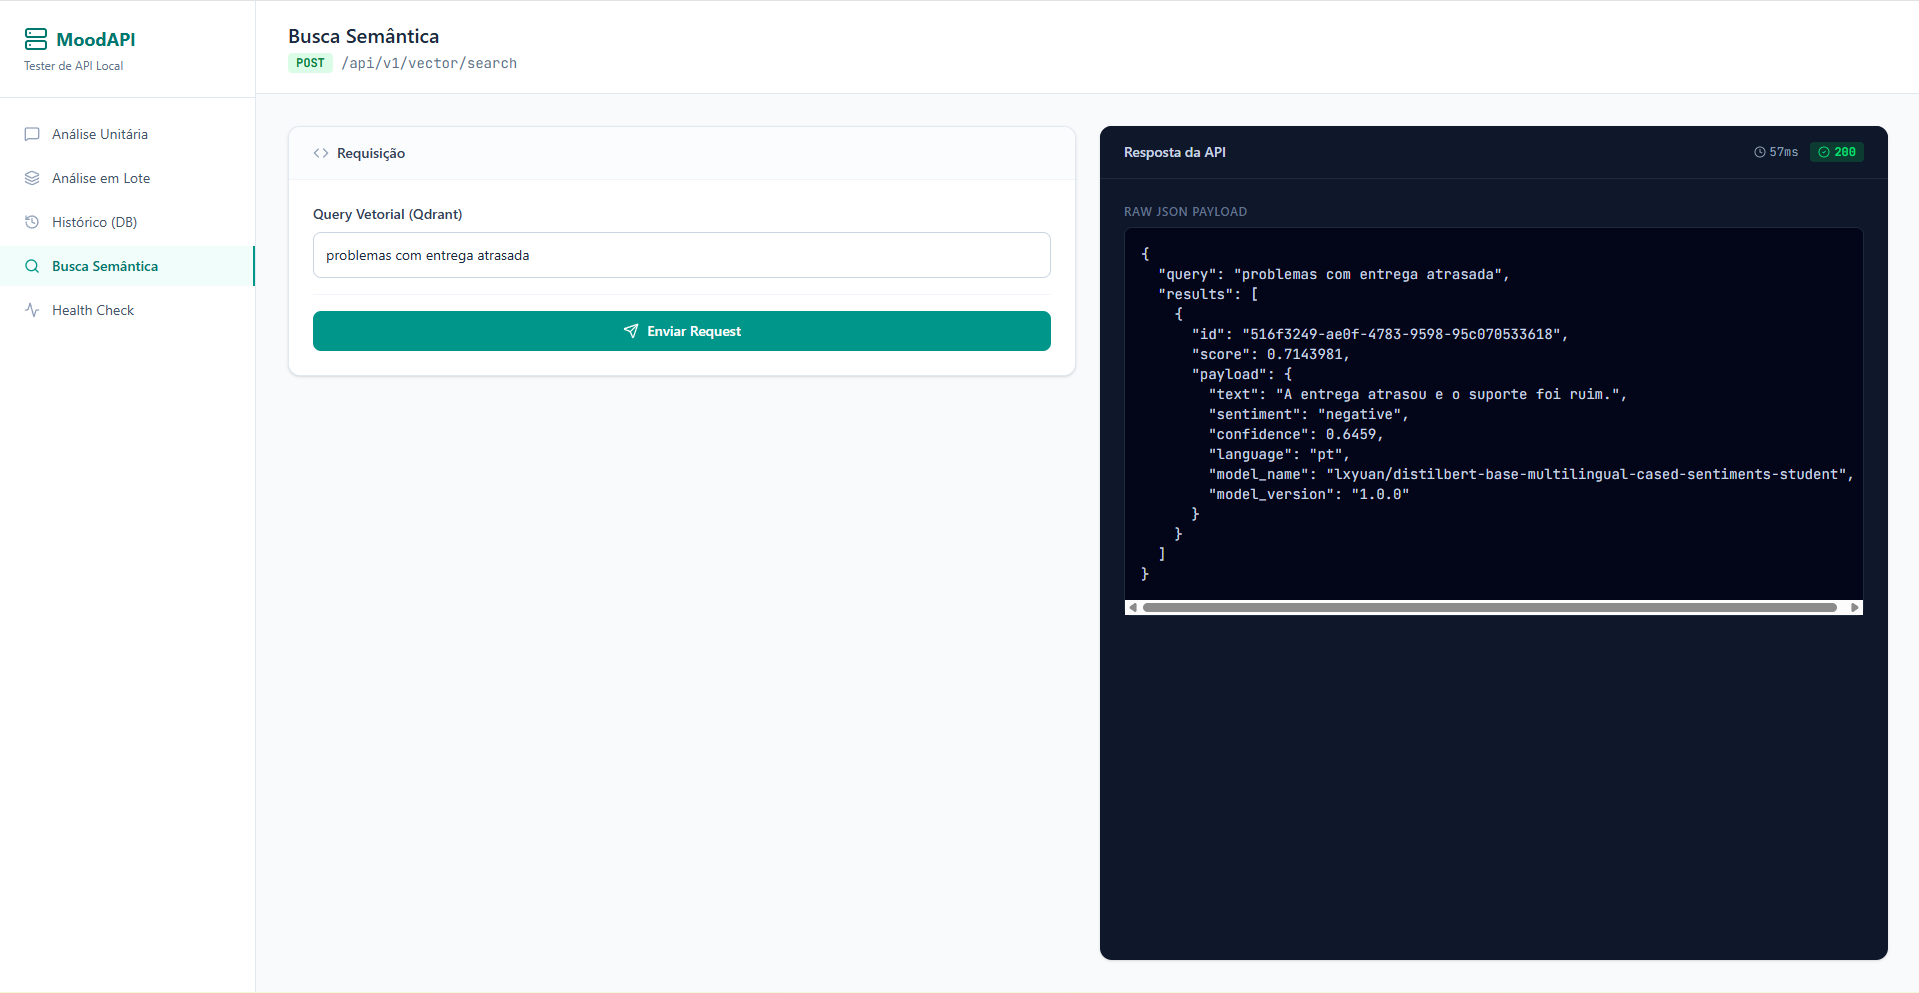 MoodAPI
Tester de API Local
Análise Unitária
Análise em Lote
Histórico (DB)
Busca Semântica
Health Check
Busca Semântica
POST /api/v1/vector/search
Requisição
Query Vetorial (Qdrant)
problemas com entrega atrasada
Enviar Request
Resposta da API
57ms
200
RAW JSON PAYLOAD
{
  "query": "problemas com entrega atrasada",
  "results": [
    {
      "id": "516f3249-ae0f-4783-9598-95c070533618",
      "score": 0.7143981,
      "payload": {
        "text": "A entrega atrasou e o suporte foi ruim.",
        "sentiment": "negative",
        "confidence": 0.6459,
        "language": "pt",
        "model_name": "lxyuan/distilbert-base-multilingual-cased-sentiments-student",
        "model_version": "1.0.0"
      }
    }
  ]
}